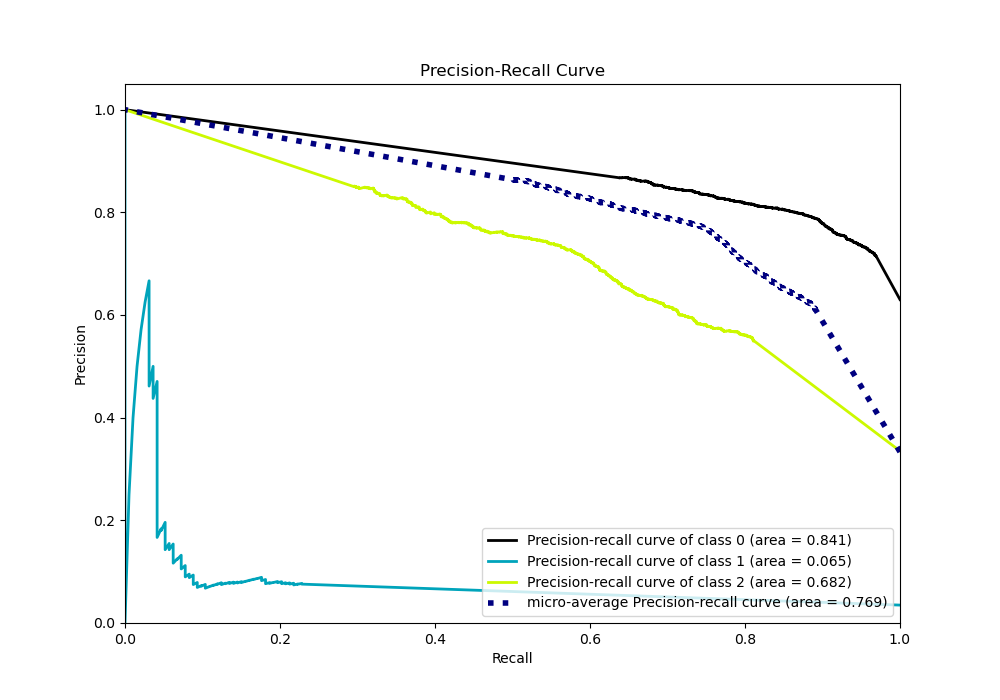 Precision-Recall Curve
Precision
1.0
0.8
0.6
0.4
0.2
0.0
Precision-recall curve of class 0 (area = 0.841)
Precision-recall curve of class 1 (area = 0.065)
Precision-recall curve of class 2 (area = 0.682)
micro-average Precision-recall curve (area = 0.769)
0.0 0.2 0.4 0.6 0.8 1.0
Recall